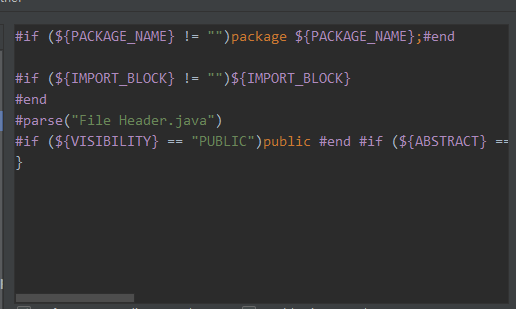 #if (${PACKAGE_NAME} != "")package ${PACKAGE_NAME};#end
#if (${IMPORT_BLOCK} != "")${IMPORT_BLOCK}
#end
#parse("File Header.java")
#if (${VISIBILITY} == "PUBLIC")public #end #if (${ABSTRACT} ==
}